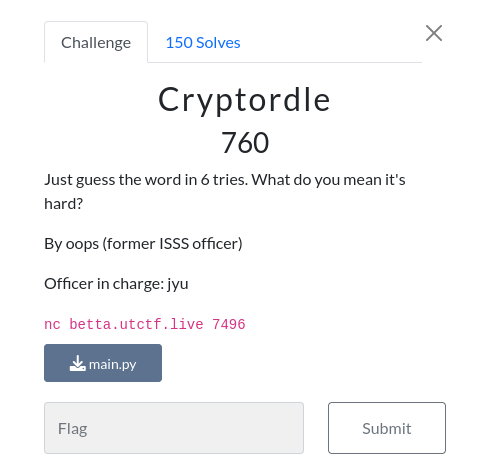 Challenge
150 Solves
Cryptordle
760
Just guess the word in 6 tries. What do you mean it's
hard?
By oops (former ISSS officer)
Officer in charge: jyu
nc betta.utctf.live 7496
main.py
Flag
Submit